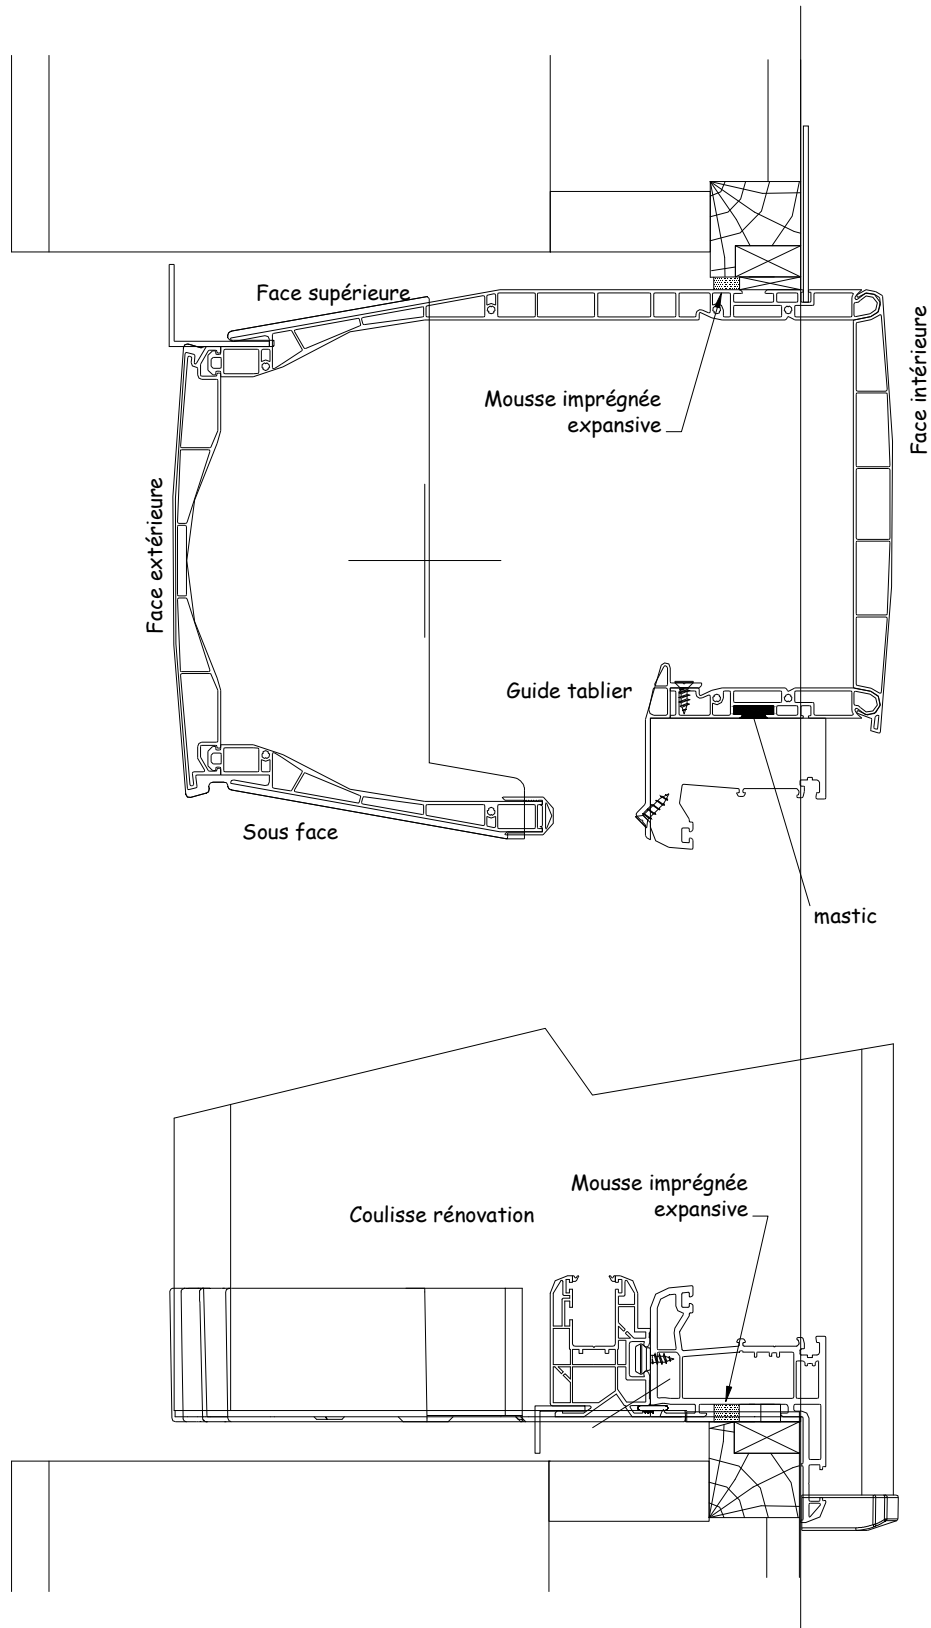 Face supérieure
Face intérieure
Mousse imprégnée
expansive
Face extérieure
Guide tablier
Sous face
mastic
Mousse imprégnée
expansive
Coulisse rénovation